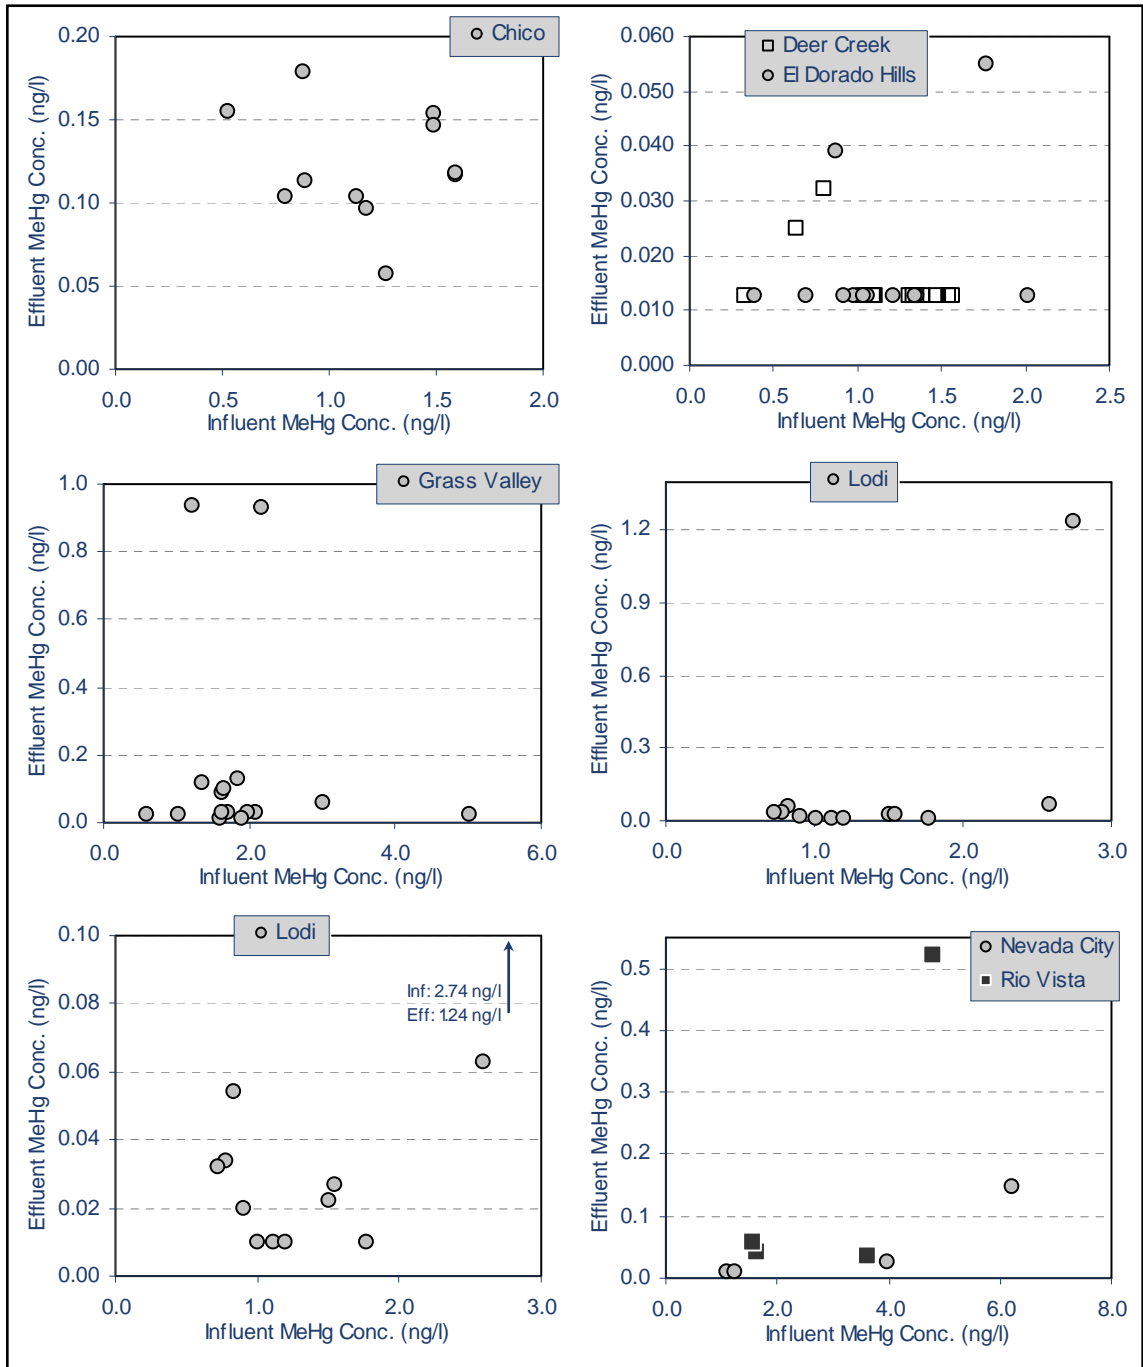 Chico
0.20
0.15
0.10
0.05
0.00
0.0 0.5 1.0 1.5 2.0
Influent MeHg Conc. (ng/l)
Effluent MeHg Conc. (ng/l)
Deer Creek
El Dorado Hills
0.060
0.050
0.040
0.030
0.020
0.010
0.000
0.0 0.5 1.0 1.5 2.0 2.5
Influent MeHg Conc. (ng/l)
Effluent MeHg Conc. (ng/l)
Grass Valley
1.0
0.8
0.6
0.4
0.2
0.0
0.0 2.0 4.0 6.0
Influent MeHg Conc. (ng/l)
Effluent MeHg Conc. (ng/l)
Lodi
1.2
0.9
0.6
0.3
0.0
0.0 1.0 2.0 3.0
Influent MeHg Conc. (ng/l)
Effluent MeHg Conc. (ng/l)
Lodi
0.10
0.08
0.06
0.04
0.02
0.00
Inf: 2.74 ng/l
Eff: 1.24 ng/l
0.0 1.0 2.0 3.0
Influent MeHg Conc. (ng/l)
Effluent MeHg Conc. (ng/l)
Nevada City
Rio Vista
0.5
0.4
0.3
0.2
0.1
0.0
0.0 2.0 4.0 6.0 8.0
Influent MeHg Conc. (ng/l)
Effluent MeHg Conc. (ng/l)